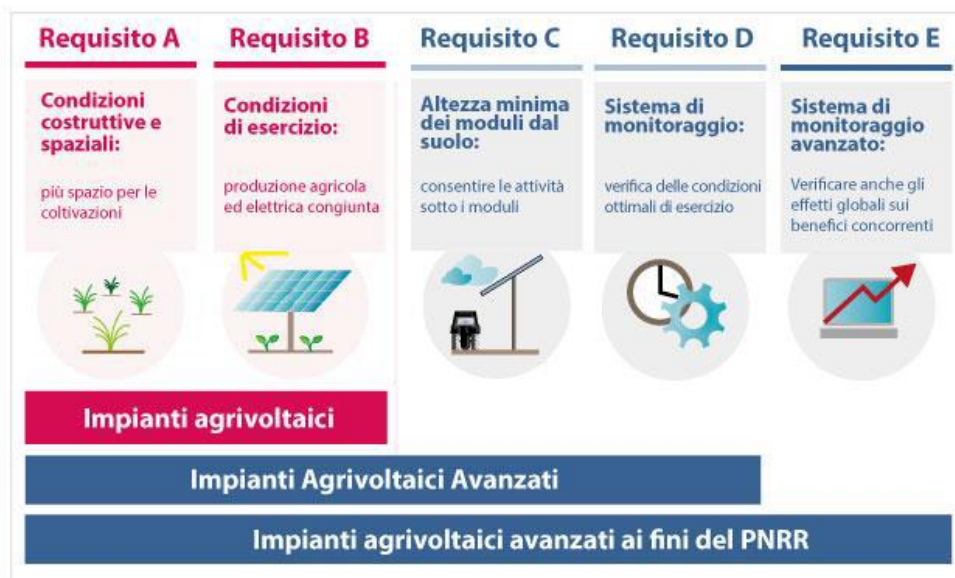 Requisito A
Requisito B
Requisito C
Requisito D
Requisito E
Condizioni
costruttive e
spaziali:
più spazio per le
coltivazioni
Condizioni
di esercizio:
produzione agricola
ed elettrica congiunta
Altezza minima
dei moduli dal
suolo:
consentire le attività
sotto i moduli
Sistema di
monitoraggio:
verifica delle condizioni
ottimali di esercizio
Sistema di
monitoraggio
avanzato:
Verificare anche gli
effetti globali sui
benefici concorrenti
Impianti agrivoltaici
Impianti Agrivoltaici Avanzati
Impianti agrivoltaici avanzati ai fini del PNRR